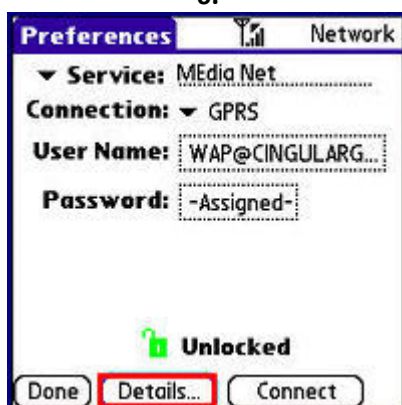 Preferences Network
Service: MEdia Net
Connection: GPRS
User Name: WAP@CINGULARG...
Password: -Assigned-
Unlocked
Done Details... Connect